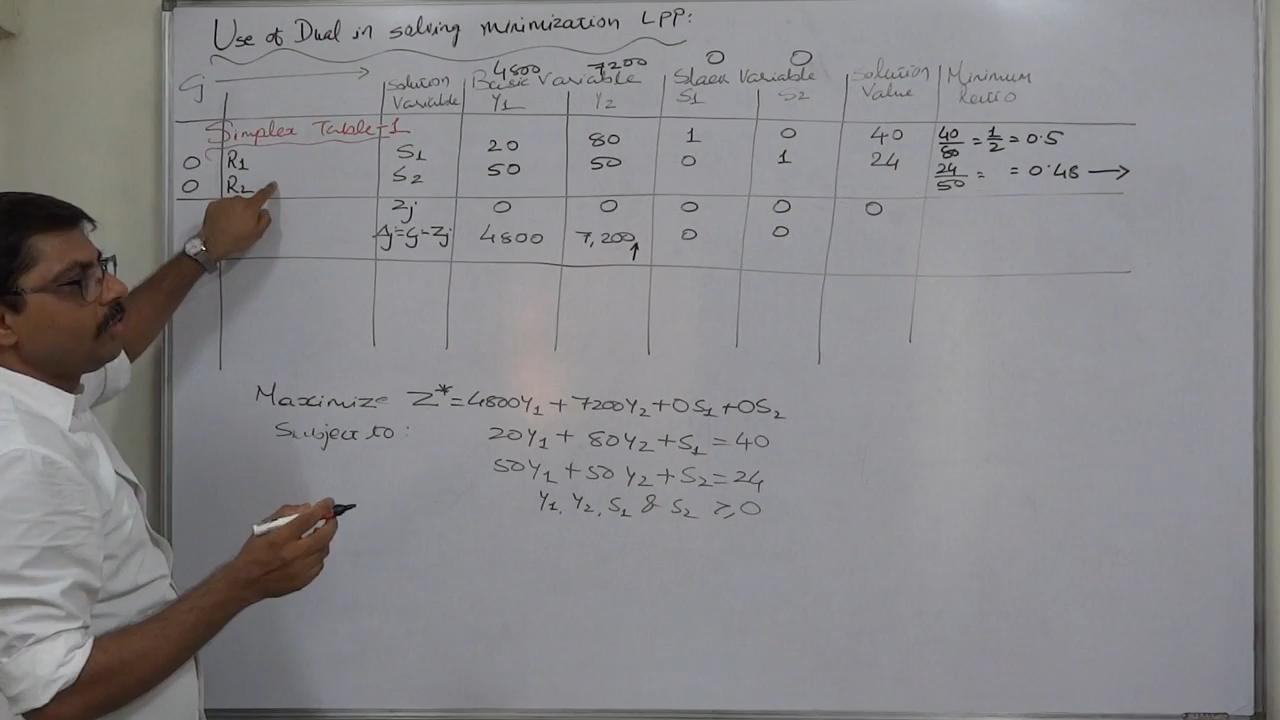 Use of Dual in solving minimization LPP:
4800 7200 0 0
Cj Solution Variable Basic Variable Slack Variable Solution Value Minimum Ratio
Y1 Y2 S1 S2
Simplex Table-1
0 R1 S1 20 80 1 0 40 40/80 = 1/2 = 0.5
0 R2 S2 50 50 0 1 24 24/50 = = 0.48 →
Zj 0 0 0 0 0
Δj=Cj-Zj 4800 7,200↑ 0 0
Maximize Z*=4800Y1+7200Y2+0S1+0S2
Subject to: 20Y1+80Y2+S1=40
50Y1+50Y2+S2=24
Y1, Y2, S1 & S2 ≥,0